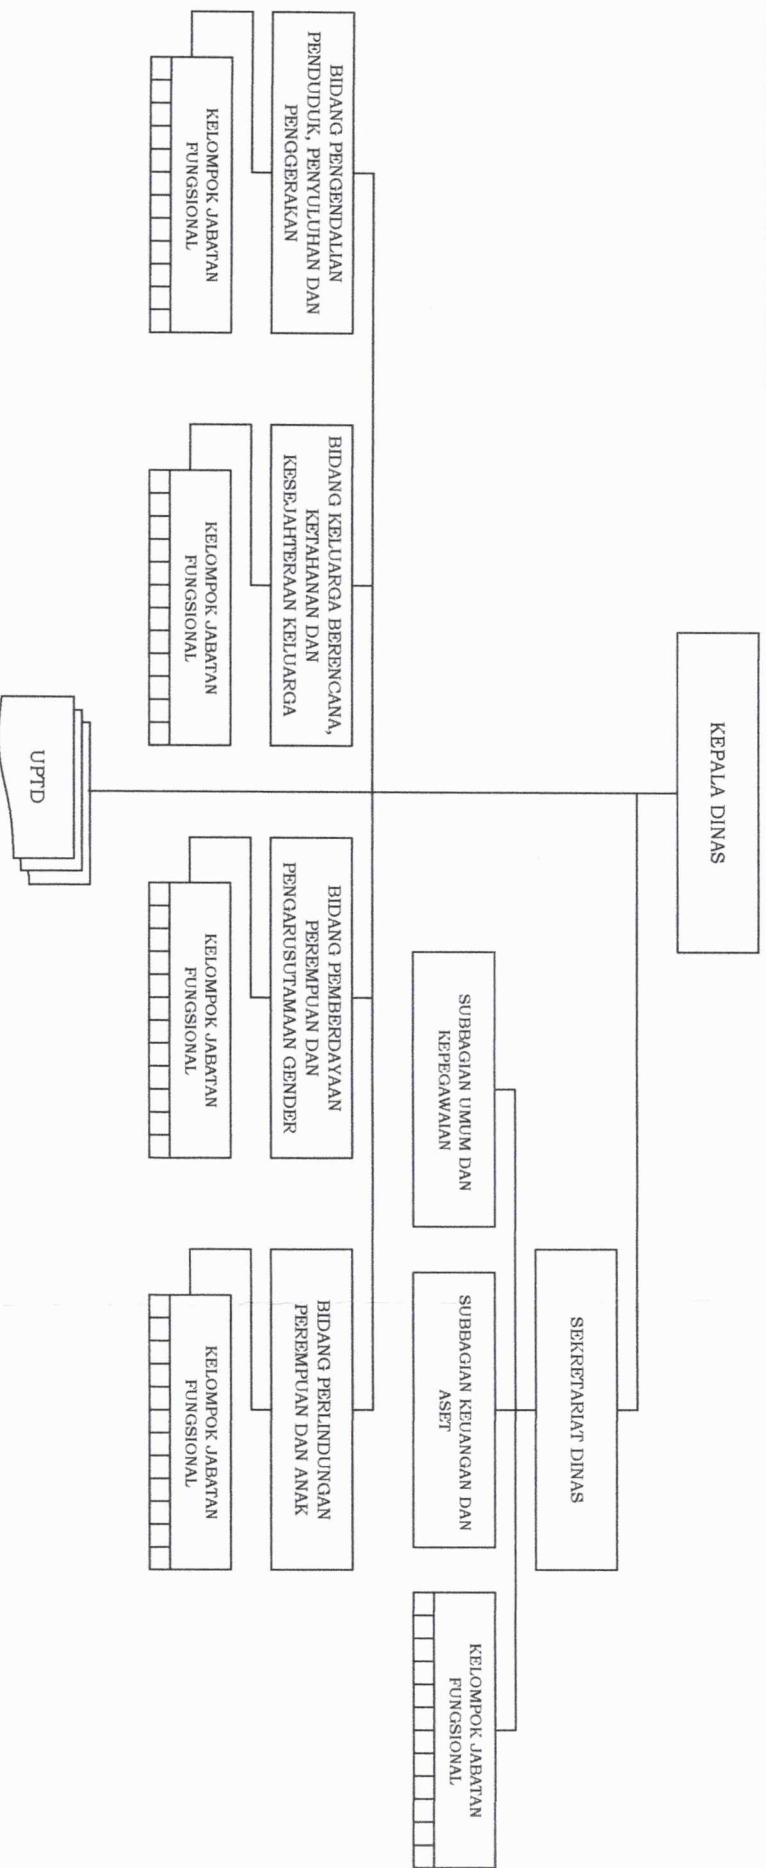 KEPALA DINAS
SEKRETARIAT DINAS
SUBBAGIAN UMUM DAN
KEPEGAWAIAN
SUBBAGIAN KEUANGAN DAN
ASET
KELOMPOK JABATAN
FUNGSIONAL
BIDANG PENGENDALIAN
PENDUDUK, PENYULUHAN DAN
PENGGERAKAN
BIDANG KELUARGA BERENCANA,
KETAHANAN DAN
KESEJAHTERAAN KELUARGA
BIDANG PEMBERDAYAAN
PEREMPUAN DAN
PENGARUSUTAMAAN GENDER
BIDANG PERLINDUNGAN
PEREMPUAN DAN ANAK
KELOMPOK JABATAN
FUNGSIONAL
KELOMPOK JABATAN
FUNGSIONAL
KELOMPOK JABATAN
FUNGSIONAL
KELOMPOK JABATAN
FUNGSIONAL
UPTD